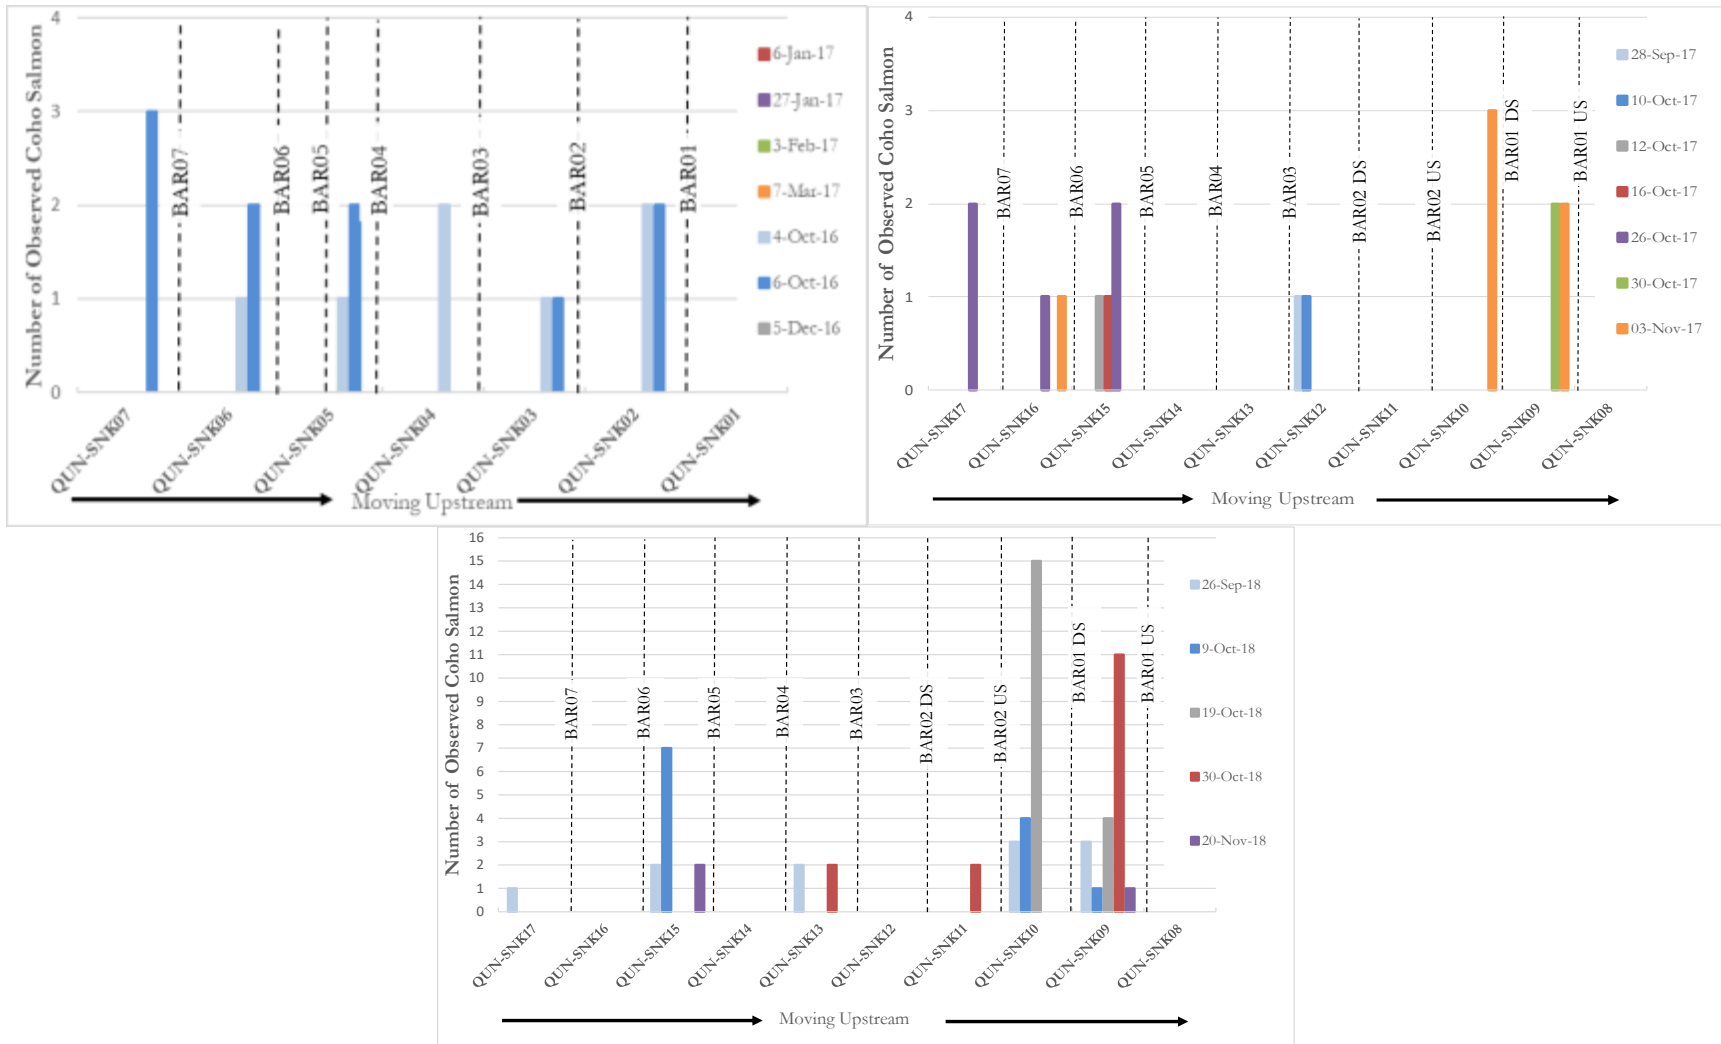 Number of Observed Coho Salmon
4
3
2
1
0
BAR07
BAR06
BAR05
BAR04
BAR03
BAR02
BAR01
6-Jan-17
27-Jan-17
3-Feb-17
7-Mar-17
4-Oct-16
6-Oct-16
5-Dec-16
QUN-SNK07
QUN-SNK06
QUN-SNK05
QUN-SNK04
QUN-SNK03
QUN-SNK02
QUN-SNK01
Moving Upstream
Number of Observed Coho Salmon
4
3
2
1
0
BAR07
BAR06
BAR05
BAR04
BAR03
BAR02 DS
BAR02 US
BAR01 DS
BAR01 US
28-Sep-17
10-Oct-17
12-Oct-17
16-Oct-17
26-Oct-17
30-Oct-17
03-Nov-17
QUN-SNK17
QUN-SNK16
QUN-SNK15
QUN-SNK14
QUN-SNK13
QUN-SNK12
QUN-SNK11
QUN-SNK10
QUN-SNK09
QUN-SNK08
Moving Upstream
Number of Observed Coho Salmon
16
15
14
13
12
11
10
9
8
7
6
5
4
3
2
1
0
BAR07
BAR06
BAR05
BAR04
BAR03
BAR02 DS
BAR02 US
BAR01 DS
BAR01 US
26-Sep-18
9-Oct-18
19-Oct-18
30-Oct-18
20-Nov-18
QUN-SNK17
QUN-SNK16
QUN-SNK15
QUN-SNK14
QUN-SNK13
QUN-SNK12
QUN-SNK11
QUN-SNK10
QUN-SNK09
QUN-SNK08
Moving Upstream